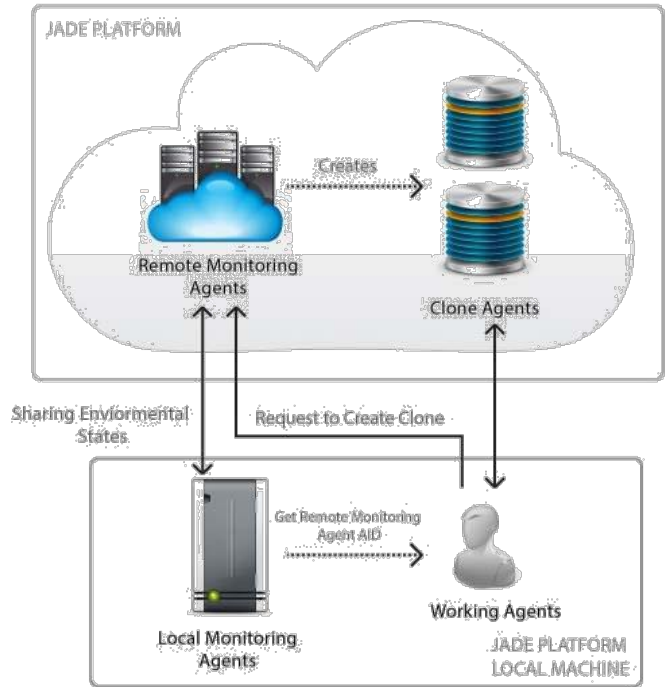 JADE PLATFORM
Creates
Remote Monitoring
Agents
Clone Agents
Sharing Enviormental
States
Request to Create Clone
Get Remote Monitoring
Agent AID
Local Monitoring
Agents
Working Agents
JADE PLATFORM
LOCAL MACHINE